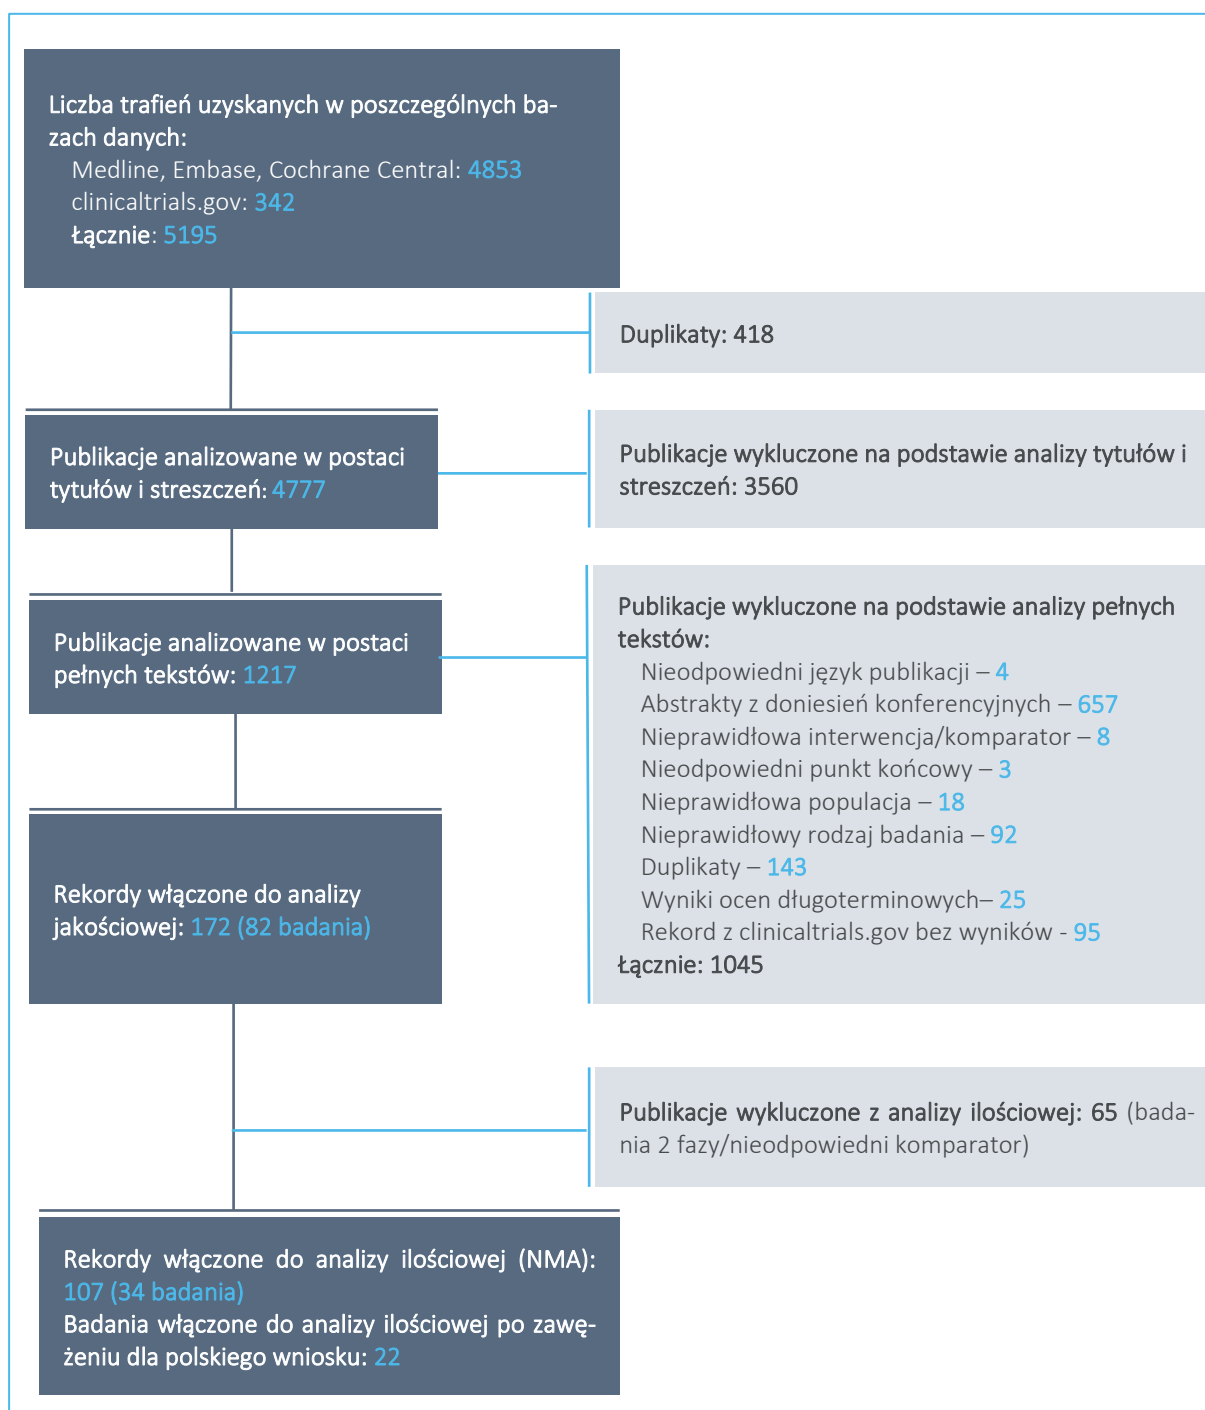 Liczba trafień uzyskanych w poszczególnych ba-
zach danych:
Medline, Embase, Cochrane Central: 4853
clinicaltrials.gov: 342
Łącznie: 5195
Duplikaty: 418
Publikacje analizowane w postaci
tytułów i streszczeń: 4777
Publikacje wykluczone na podstawie analizy tytułów i
streszczeń: 3560
Publikacje analizowane w postaci
pełnych tekstów: 1217
Publikacje wykluczone na podstawie analizy pełnych
tekstów:
Nieodpowiedni język publikacji – 4
Abstrakty z doniesień konferencyjnych – 657
Nieprawidłowa interwencja/komparator – 8
Nieodpowiedni punkt końcowy – 3
Nieprawidłowa populacja – 18
Nieprawidłowy rodzaj badania – 92
Duplikaty – 143
Wyniki ocen długoterminowych– 25
Rekord z clinicaltrials.gov bez wyników - 95
Łącznie: 1045
Rekordy włączone do analizy
jakościowej: 172 (82 badania)
Publikacje wykluczone z analizy ilościowej: 65 (bada-
nia 2 fazy/nieodpowiedni komparator)
Rekordy włączone do analizy ilościowej (NMA):
107 (34 badania)
Badania włączone do analizy ilościowej po zawę-
żeniu dla polskiego wniosku: 22